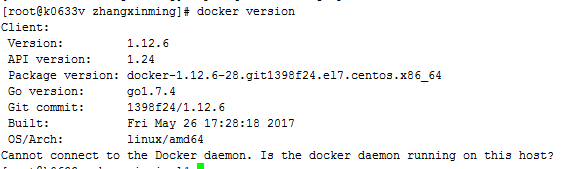 [root@k0633v zhangxinming]# docker version
Client:
Version: 1.12.6
API version: 1.24
Package version: docker-1.12.6-28.git1398f24.el7.centos.x86_64
Go version: go1.7.4
Git commit: 1398f24/1.12.6
Built: Fri May 26 17:28:18 2017
OS/Arch: linux/amd64
Cannot connect to the Docker daemon. Is the docker daemon running on this host?